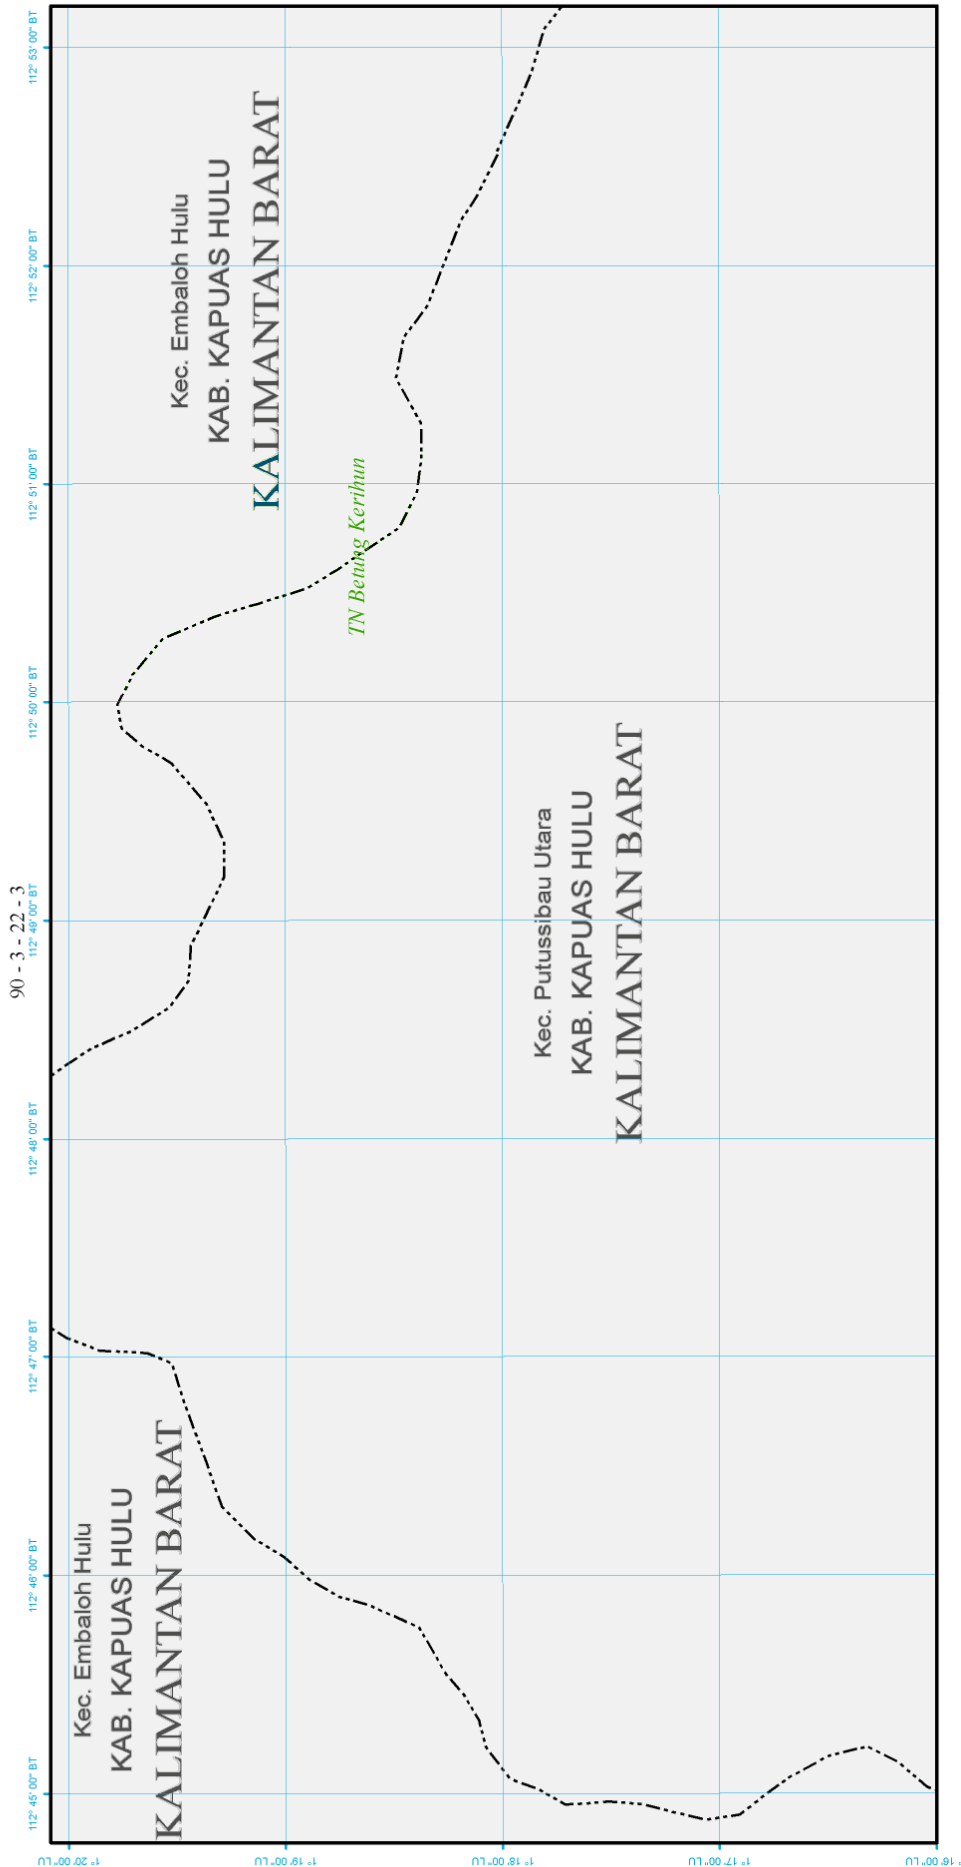 90 - 3 - 22 - 3
112° 45' 00" BT
112° 46' 00" BT
112° 47' 00" BT
112° 48' 00" BT
112° 49' 00" BT
112° 50' 00" BT
112° 51' 00" BT
112° 52' 00" BT
112° 53' 00" BT
Kec. Embaloh Hulu
KAB. KAPUAS HULU
KALIMANTAN BARAT
Kec. Embaloh Hulu
KAB. KAPUAS HULU
KALIMANTAN BARAT
TN Betung Kerihun
Kec. Putussibau Utara
KAB. KAPUAS HULU
KALIMANTAN BARAT